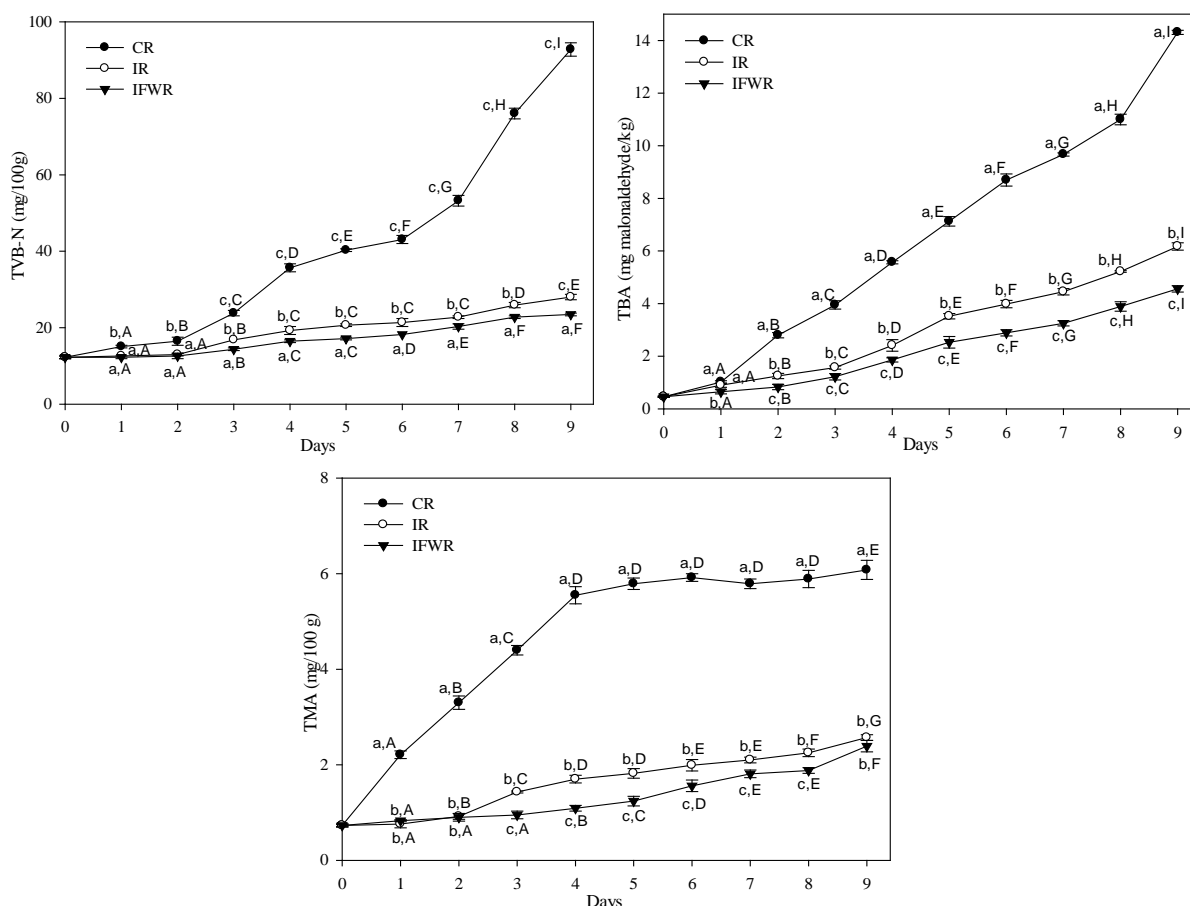 TVB-N (mg/100g)
100
80
60
40
20
0
CR
IR
IFWR
b,A b,B c,C c,D c,E c,F c,G c,H c,I
a,A a,A b,B b,C b,C b,C b,C b,D c,E
a,A a,A a,B a,C a,C a,D a,E a,F a,F
0 1 2 3 4 5 6 7 8 9
Days
TBA (mg malonaldehyde/kg)
14
12
10
8
6
4
2
0
CR
IR
IFWR
a,A a,B a,C a,D a,E a,F a,G a,H a,I
a,A b,B b,C b,D b,E b,F b,G b,H b,I
b,A c,B c,C c,D c,E c,F c,G c,H c,I
0 1 2 3 4 5 6 7 8 9
Days
TMA (mg/100 g)
8
6
4
2
0
CR
IR
IFWR
a,A a,B a,C a,D a,D a,D a,D a,D a,E
b,A b,B b,C b,D b,D b,E b,E b,F b,G
b,A b,A c,A c,B c,C c,D c,E c,E b,F
0 1 2 3 4 5 6 7 8 9
Days